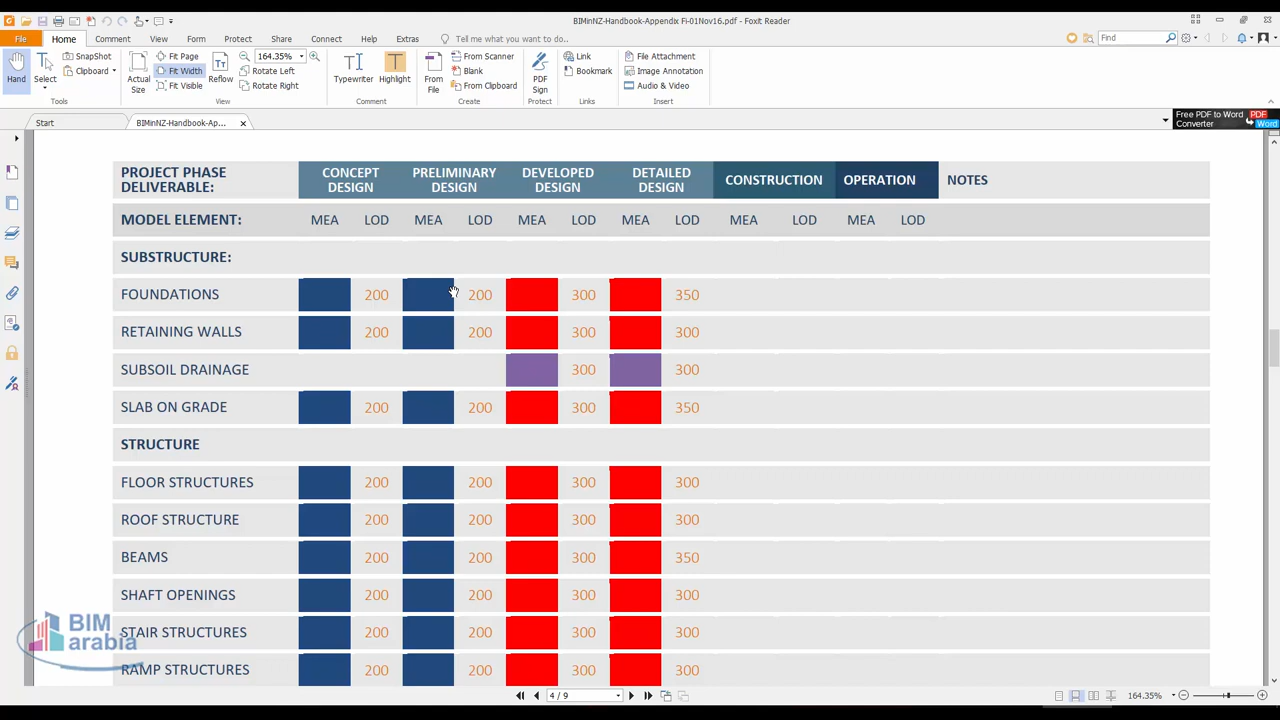 BIMinNZ-Handbook-Appendix Fi-01Nov16.pdf - Foxit Reader
File Home Comment View Form Protect Share Connect Help Extras Tell me what you want to do.. Find
Hand
Select
SnapShot
Clipboard
Tools
Actual Size
Fit Page
Fit Width
Fit Visible
Reflow
164.35%
Rotate Left
Rotate Right
View
Typewriter
Highlight
Comment
From File
From Scanner
Blank
From Clipboard
Create
PDF Sign
Protect
Link
Bookmark
Links
File Attachment
Image Annotation
Audio & Video
Insert
Start BIMinNZ-Handbook-Ap...
Free PDF to Word Converter
PDF
Word
PROJECT PHASE DELIVERABLE: CONCEPT DESIGN PRELIMINARY DESIGN DEVELOPED DESIGN DETAILED DESIGN CONSTRUCTION OPERATION NOTES
MODEL ELEMENT: MEA LOD MEA LOD MEA LOD MEA LOD MEA LOD MEA LOD
SUBSTRUCTURE:
FOUNDATIONS 200 200 300 350
RETAINING WALLS 200 200 300 300
SUBSOIL DRAINAGE 300 300
SLAB ON GRADE 200 200 300 350
STRUCTURE
FLOOR STRUCTURES 200 200 300 300
ROOF STRUCTURE 200 200 300 300
BEAMS 200 200 300 350
SHAFT OPENINGS 200 200 300 300
STAIR STRUCTURES 200 200 300 300
RAMP STRUCTURES 200 200 300 300
BIM
arabia
4 / 9
164.35%